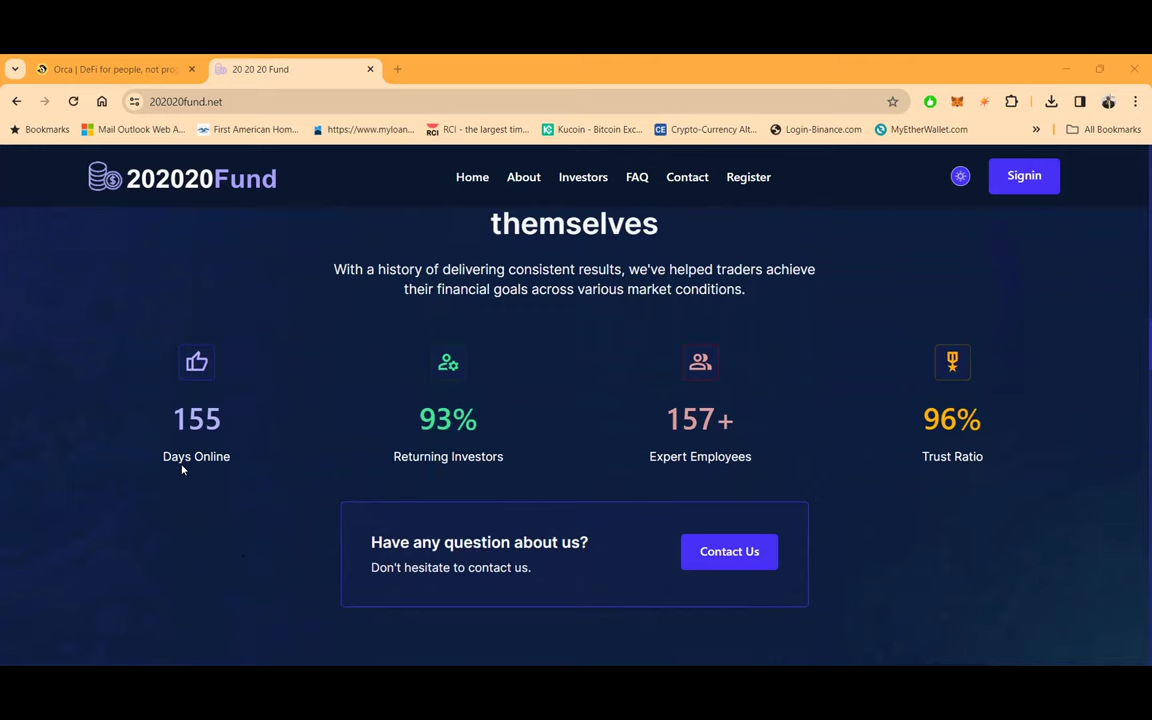 Orca | DeFi for people, not pro
20 20 20 Fund
202020fund.net
Bookmarks
Mail Outlook Web A...
First American Hom...
https://www.myloan...
RCI - the largest tim...
Kucoin - Bitcoin Exc...
Crypto-Currency Alt...
Login-Binance.com
MyEtherWallet.com
All Bookmarks
202020Fund
Home
About
Investors
FAQ
Contact
Register
Signin
themselves
With a history of delivering consistent results, we've helped traders achieve
their financial goals across various market conditions.
155
93%
157+
96%
Days Online
Returning Investors
Expert Employees
Trust Ratio
Have any question about us?
Don't hesitate to contact us.
Contact Us